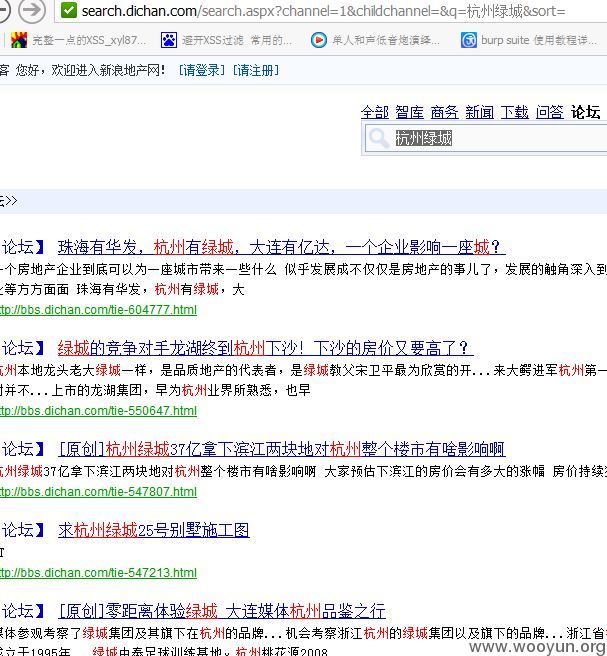 search.dichan.com/search.aspx?channel=1&childchannel=&q=杭州绿城&sort=
完整一点的XSS_xyl87... 避开XSS过滤 常用的... 单人和声低音炮演绎... burp suite 使用教程详...
客 您好，欢迎进入新浪地产网! [请登录] [请注册]
全部 智库 商务 新闻 下载 问答 论坛
杭州绿城
坛>>
论坛】 珠海有华发，杭州有绿城，大连有亿达，一个企业影响一座城？
一个房地产企业到底可以为一座城市带来一些什么 似乎发展成不仅仅是房地产的事儿了，发展的触角深入到
业等方方面面 珠海有华发，杭州有绿城，大
ttp://bbs.dichan.com/tie-604777.html
论坛】 绿城的竞争对手龙湖终到杭州下沙！下沙的房价又要高了？
杭州本地龙头老大绿城一样，是品质地产的代表者，是绿城教父宋卫平最为欣赏的开...来大鳄进军杭州第一
时并不...上市的龙湖集团，早为杭州业界所熟悉，也早
ttp://bbs.dichan.com/tie-550647.html
论坛】 [原创]杭州绿城37亿拿下滨江两块地对杭州整个楼市有啥影响啊
杭州绿城37亿拿下滨江两块地对杭州整个楼市有啥影响啊 大家预估下滨江的房价会有多大的涨幅 房价持续
ttp://bbs.dichan.com/tie-547807.html
论坛】 求杭州绿城25号别墅施工图
ttp://bbs.dichan.com/tie-547213.html
论坛】 [原创]零距离体验绿城 大连媒体杭州品鉴之行
媒体参观考察了绿城集团及其旗下在杭州的品牌...机会考察浙江杭州的绿城集团以及旗下的品牌...浙江省
成立于1995年， 绿城由泰足球训练基地，杭州桃花源2008
www.wooyun.org